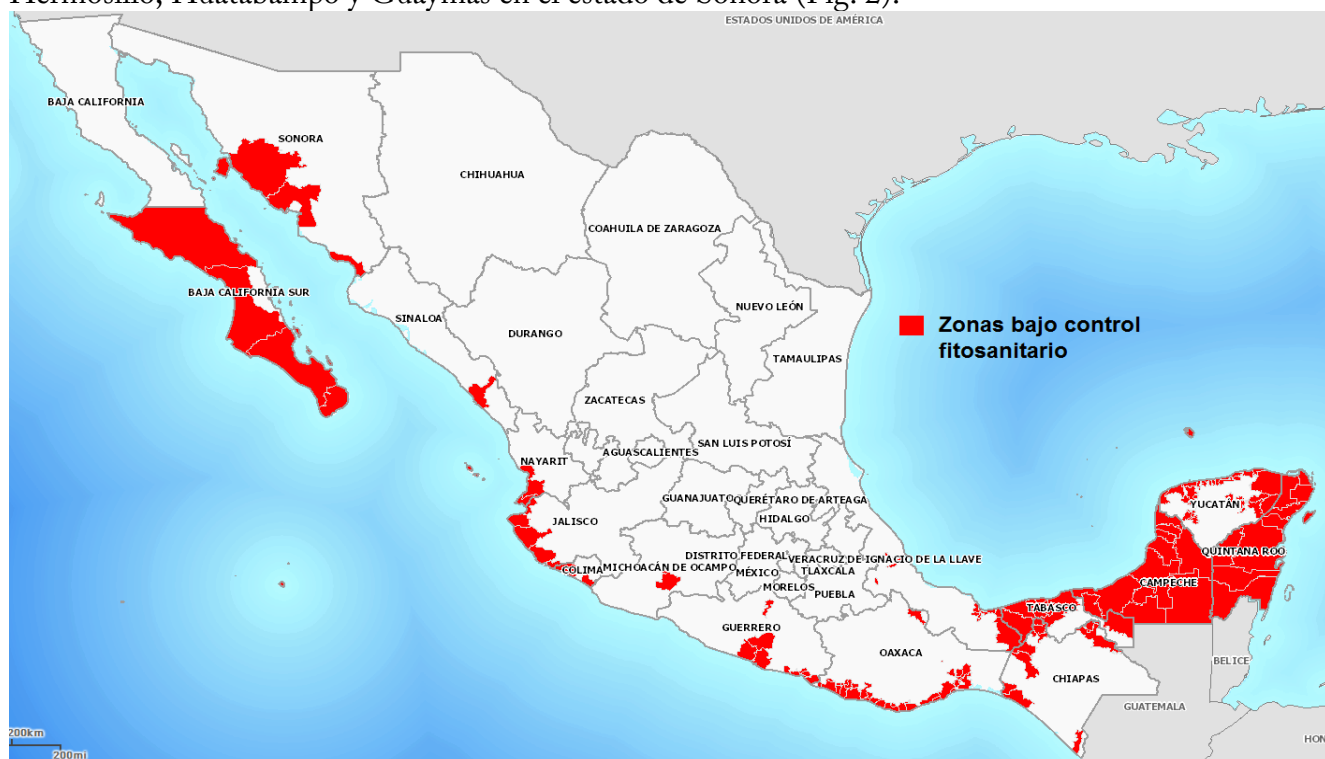 Hermosillo, Huatabampo y Guaymas en el estado de Sonora (Fig. 2).
ESTADOS UNIDOS DE AMÉRICA
BAJA CALIFORNIA
SONORA
CHIHUAHUA
COAHUILA DE ZARAGOZA
BAJA CALIFORNIA SUR
NUEVO LEÓN
SINALOA
DURANGO
Zonas bajo control
fitosanitario
TAMAULIPAS
ZACATECAS
SAN LUIS POTOSÍ
NAYARIT
AGUASCALIENTES
GUANAJUATO
QUERÉTARO DE ARTEAGA
YUCATÁN
JALISCO
HIDALGO
QUINTANA ROO
DISTRITO FEDERAL
VERACRUZ DE IGNACIO DE LA LLAVE
COLIMA
MICHOACÁN DE OCAMPO
MÉXICO
TLAXCALA
CAMPECHE
MORELOS
PUEBLA
TABASCO
GUERRERO
OAXACA
BELICE
CHIAPAS
GUATEMALA
200km
HON
200mi